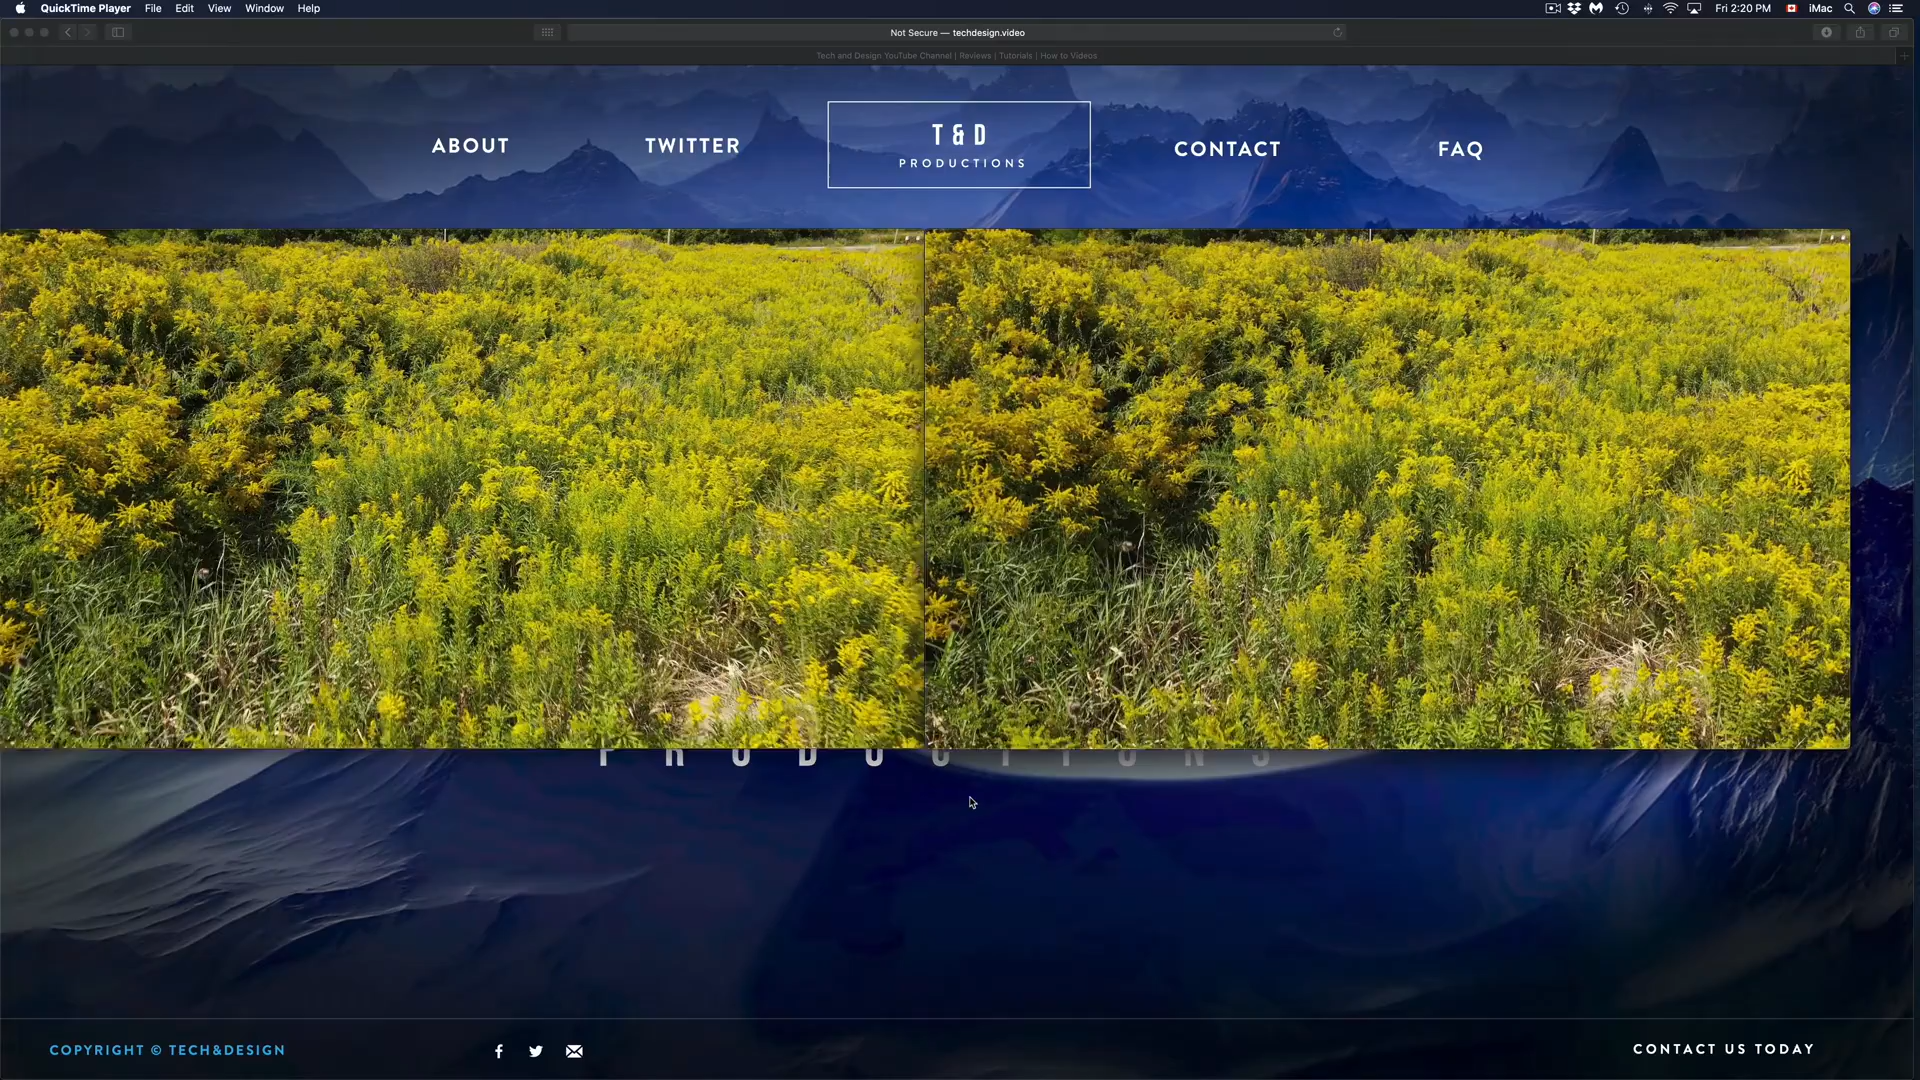 QuickTime Player File Edit View Window Help Fri 2:20 PM iMac
Not Secure — techdesign.video
Tech and Design YouTube Channel | Reviews | Tutorials | How to Videos
ABOUT TWITTER T&D CONTACT FAQ
PRODUCTIONS
PRODUCTIONS
COPYRIGHT © TECH&DESIGN CONTACT US TODAY